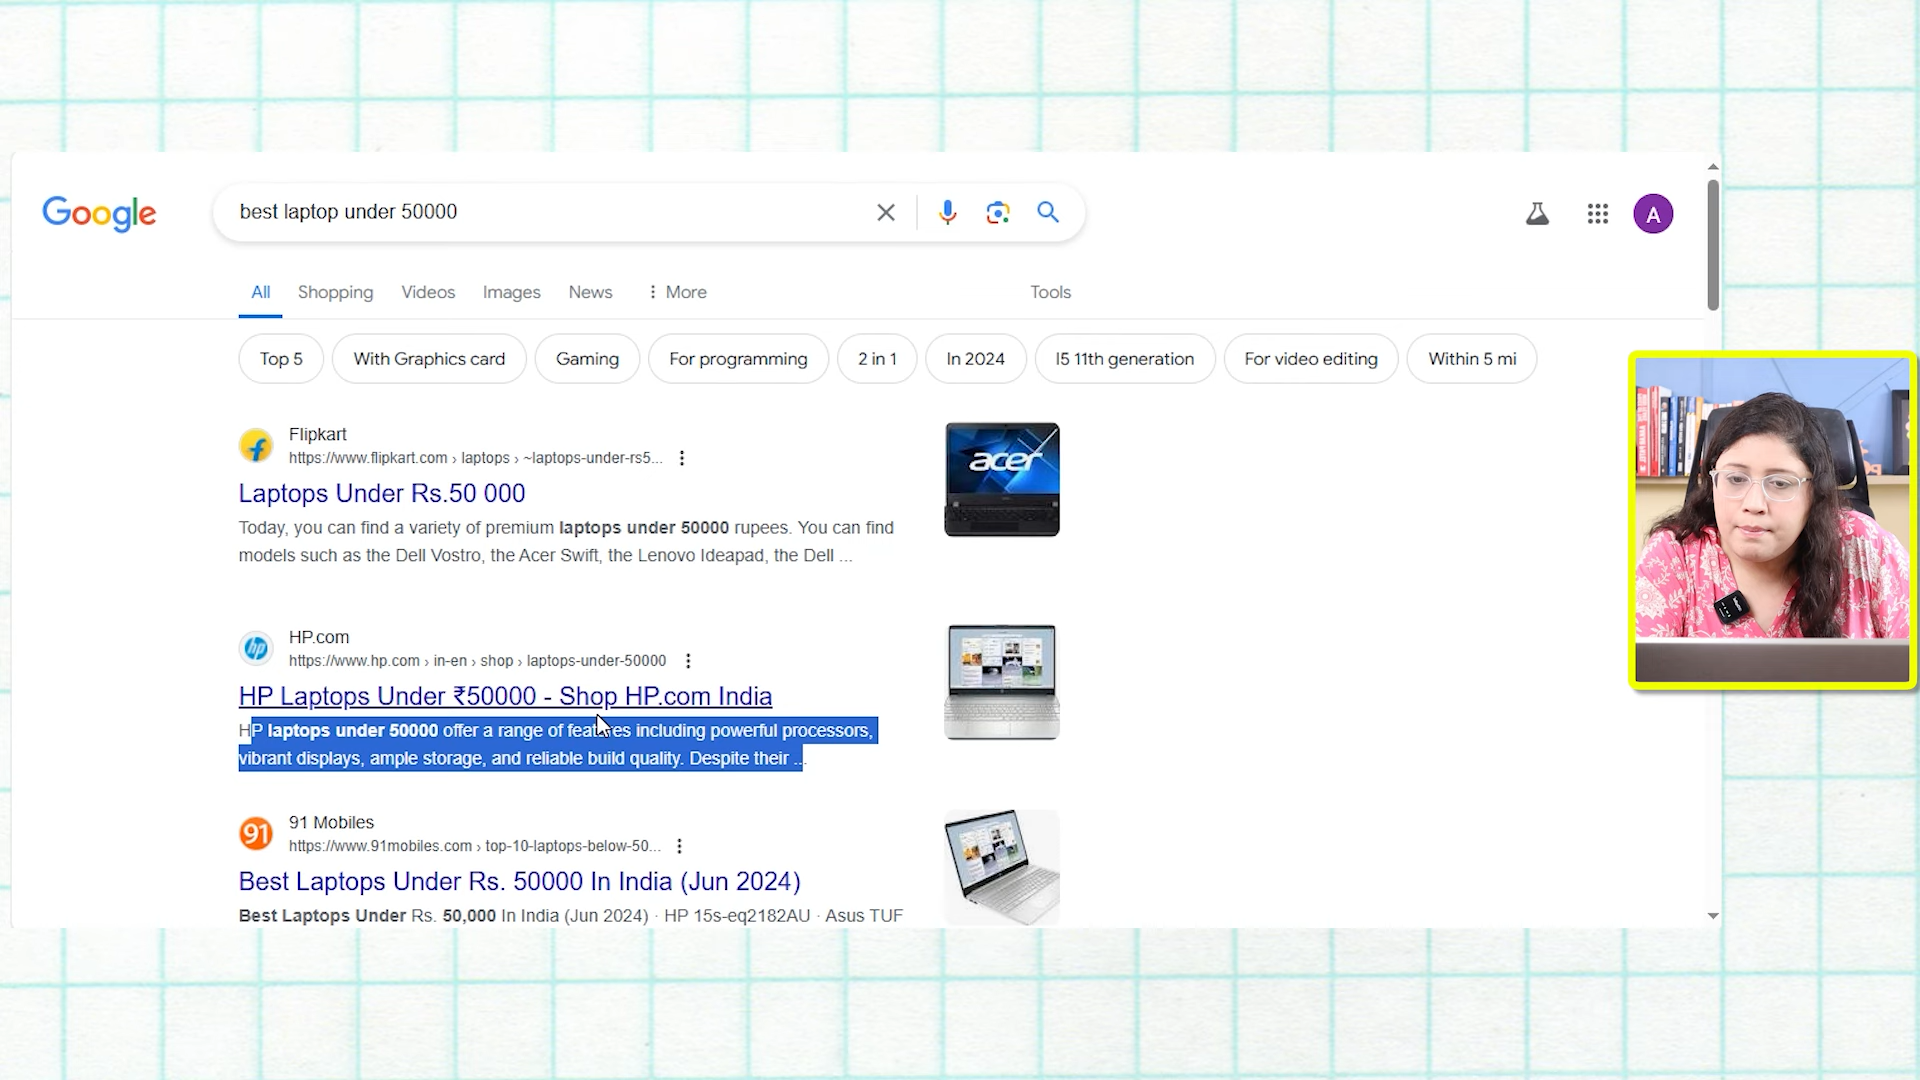 Google
best laptop under 50000
A
All Shopping Videos Images News More Tools
Top 5 With Graphics card Gaming For programming 2 in 1 In 2024 I5 11th generation For video editing Within 5 mi
Flipkart
https://www.flipkart.com › laptops › ~laptops-under-rs5...
Laptops Under Rs.50 000
Today, you can find a variety of premium laptops under 50000 rupees. You can find
models such as the Dell Vostro, the Acer Swift, the Lenovo Ideapad, the Dell ...
acer
hp
HP.com
https://www.hp.com › in-en › shop › laptops-under-50000
HP Laptops Under ₹50000 - Shop HP.com India
HP laptops under 50000 offer a range of features including powerful processors,
vibrant displays, ample storage, and reliable build quality. Despite their ...
91
91 Mobiles
https://www.91mobiles.com › top-10-laptops-below-50...
Best Laptops Under Rs. 50000 In India (Jun 2024)
Best Laptops Under Rs. 50,000 In India (Jun 2024) · HP 15s-eq2182AU · Asus TUF